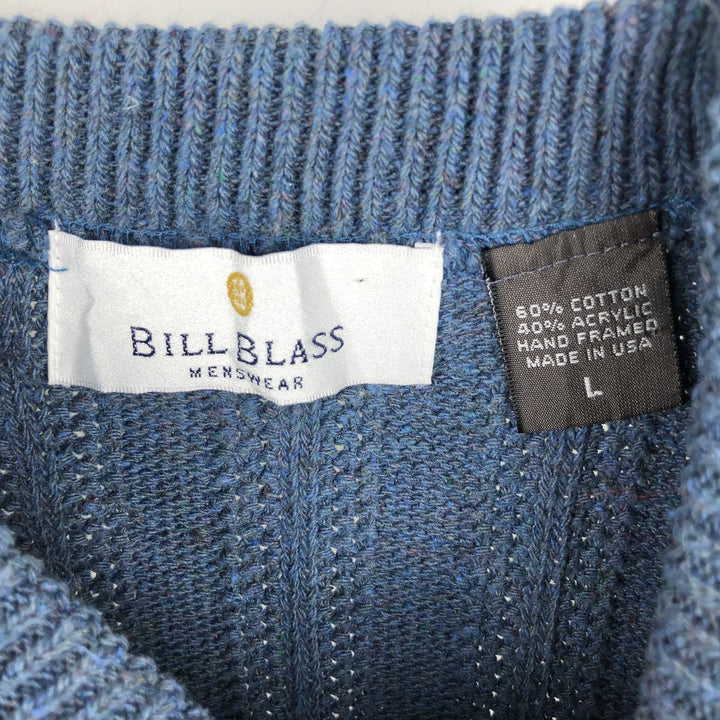 BILL BLASS
MENSWEAR
60% COTTON
40% ACRYLIC
HAND FRAMED
MADE IN USA
L